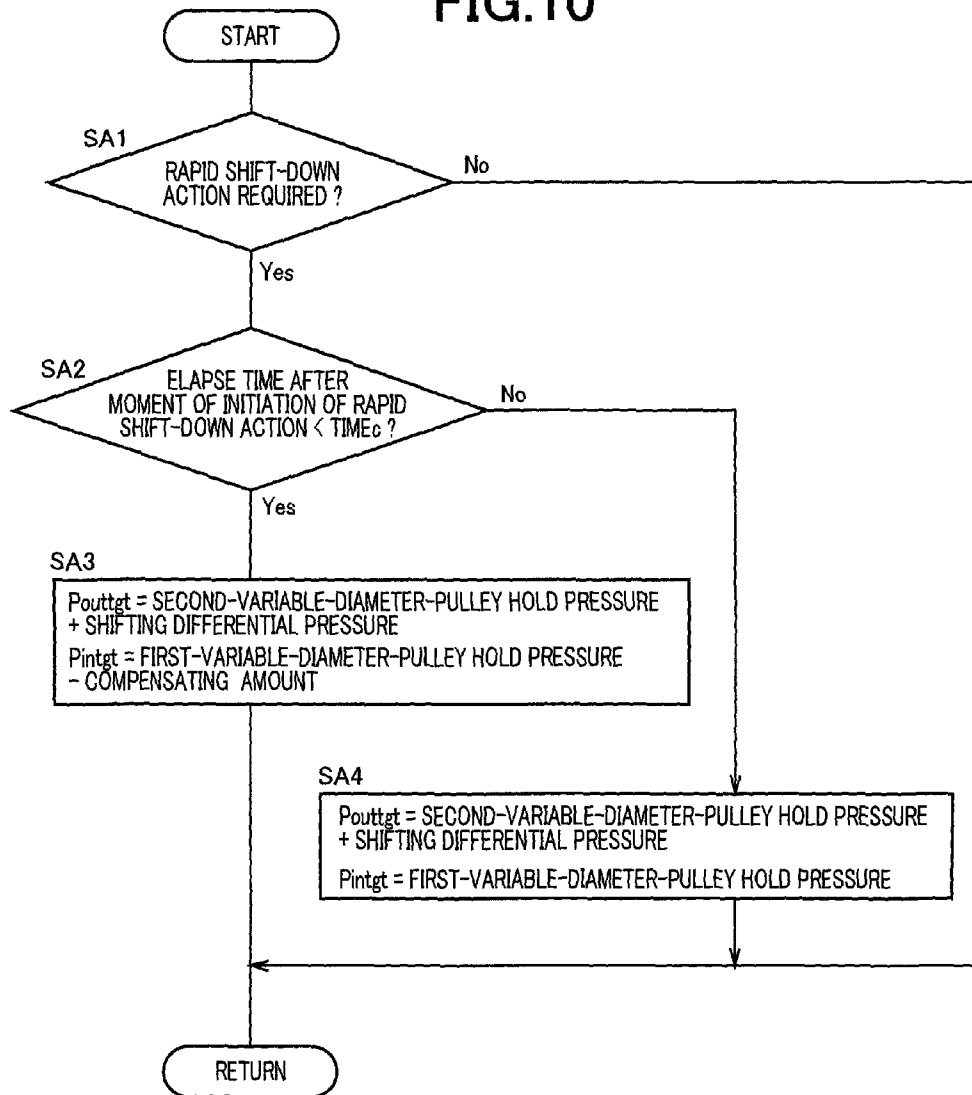 FIG.10
START
SA1
RAPID SHIFT-DOWN
ACTION REQUIRED ?
No
Yes
SA2
ELAPSE TIME AFTER
MOMENT OF INITIATION OF RAPID
SHIFT-DOWN ACTION < TIMEc ?
No
Yes
SA3
Pouttgt = SECOND-VARIABLE-DIAMETER-PULLEY HOLD PRESSURE
+ SHIFTING DIFFERENTIAL PRESSURE
Pintgt = FIRST-VARIABLE-DIAMETER-PULLEY HOLD PRESSURE
- COMPENSATING AMOUNT
SA4
Pouttgt = SECOND-VARIABLE-DIAMETER-PULLEY HOLD PRESSURE
+ SHIFTING DIFFERENTIAL PRESSURE
Pintgt = FIRST-VARIABLE-DIAMETER-PULLEY HOLD PRESSURE
RETURN